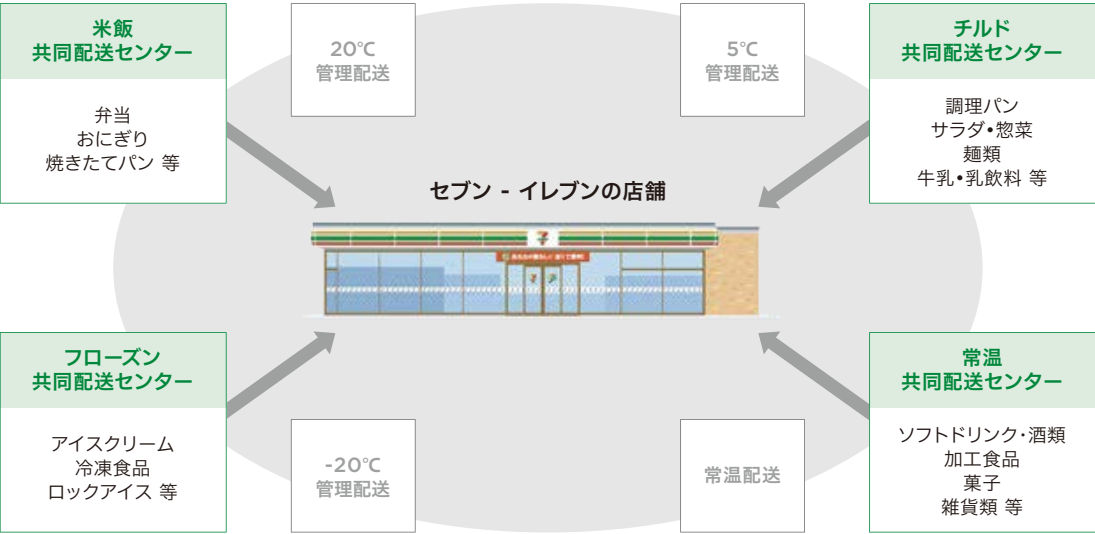 米飯
共同配送センター
弁当
おにぎり
焼きたてパン 等
20℃
管理配送
5℃
管理配送
チルド
共同配送センター
調理パン
サラダ・惣菜
麺類
牛乳・乳飲料 等
セブン - イレブンの店舗
フローズン
共同配送センター
アイスクリーム
冷凍食品
ロックアイス 等
-20℃
管理配送
常温配送
常温
共同配送センター
ソフトドリンク・酒類
加工食品
菓子
雑貨類 等